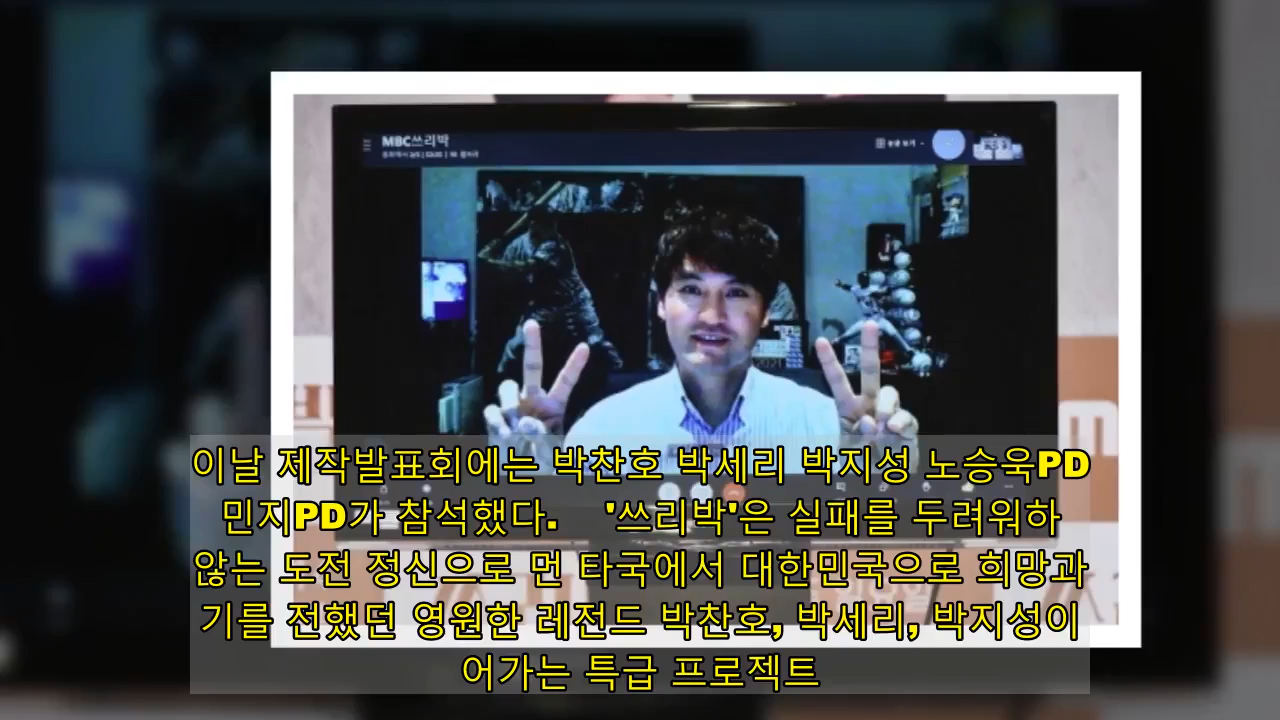 MBC쓰리박
이날 제작발표회에는 박찬호 박세리 박지성 노승욱PD
민지PD가 참석했다. '쓰리박'은 실패를 두려워하
않는 도전 정신으로 먼 타국에서 대한민국으로 희망과
기를 전했던 영원한 레전드 박찬호, 박세리, 박지성이
어가는 특급 프로젝트